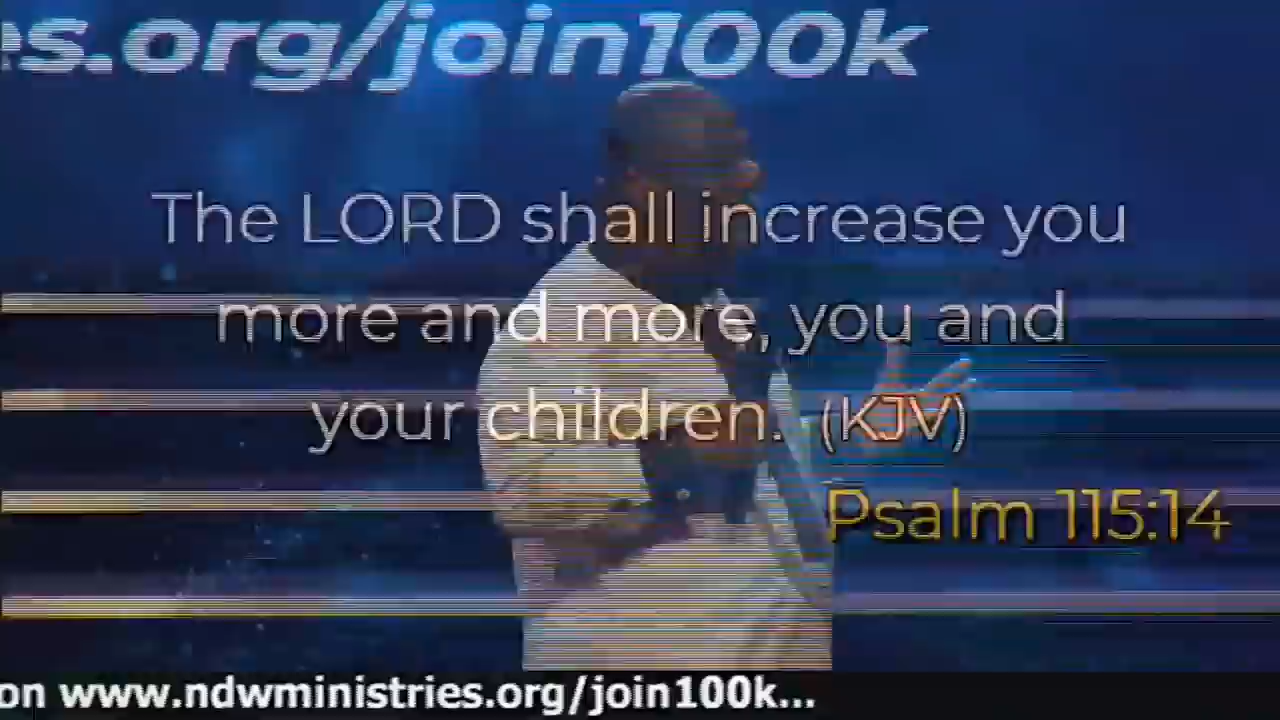 es.org/join100k
The LORD shall increase you
more and more, you and
your children. (KJV)
Psalm 115:14
on www.ndwministries.org/join100k...